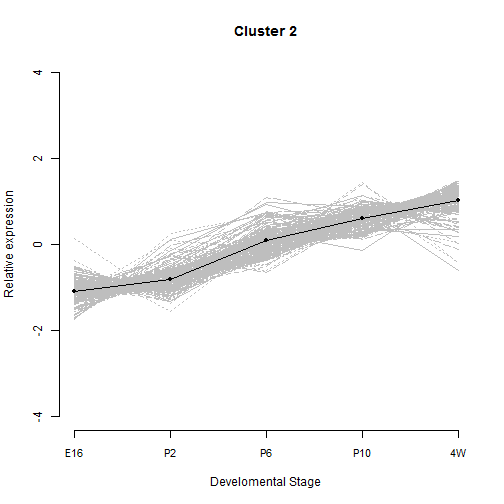 Cluster 2
Relative expression
4
2
0
-2
-4
E16 P2 P6 P10 4W
Develomental Stage